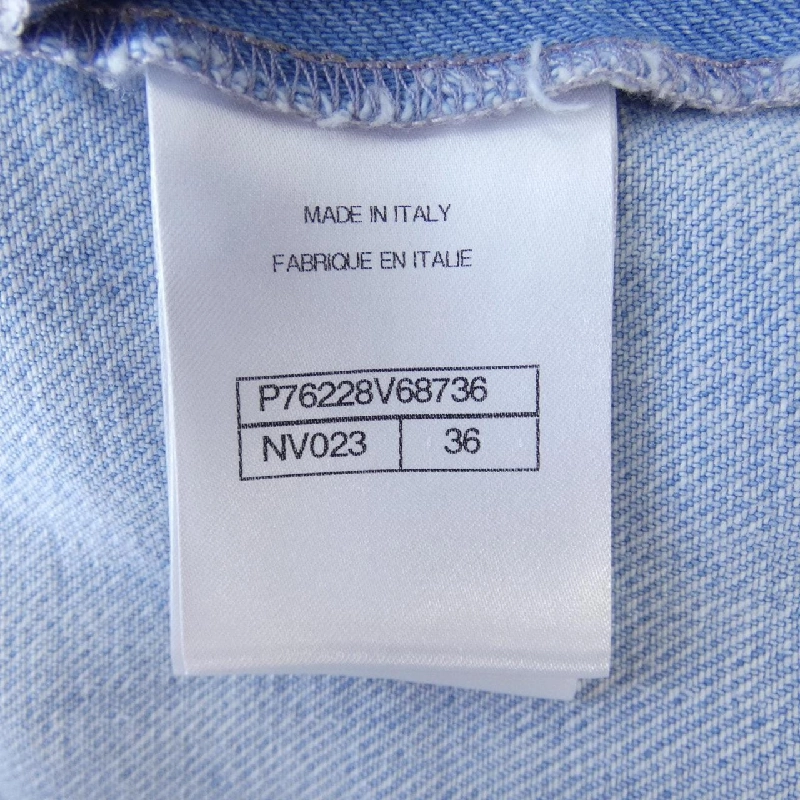 MADE IN ITALY
FABRIQUE EN ITALIE
P76228V68736
NV023 36